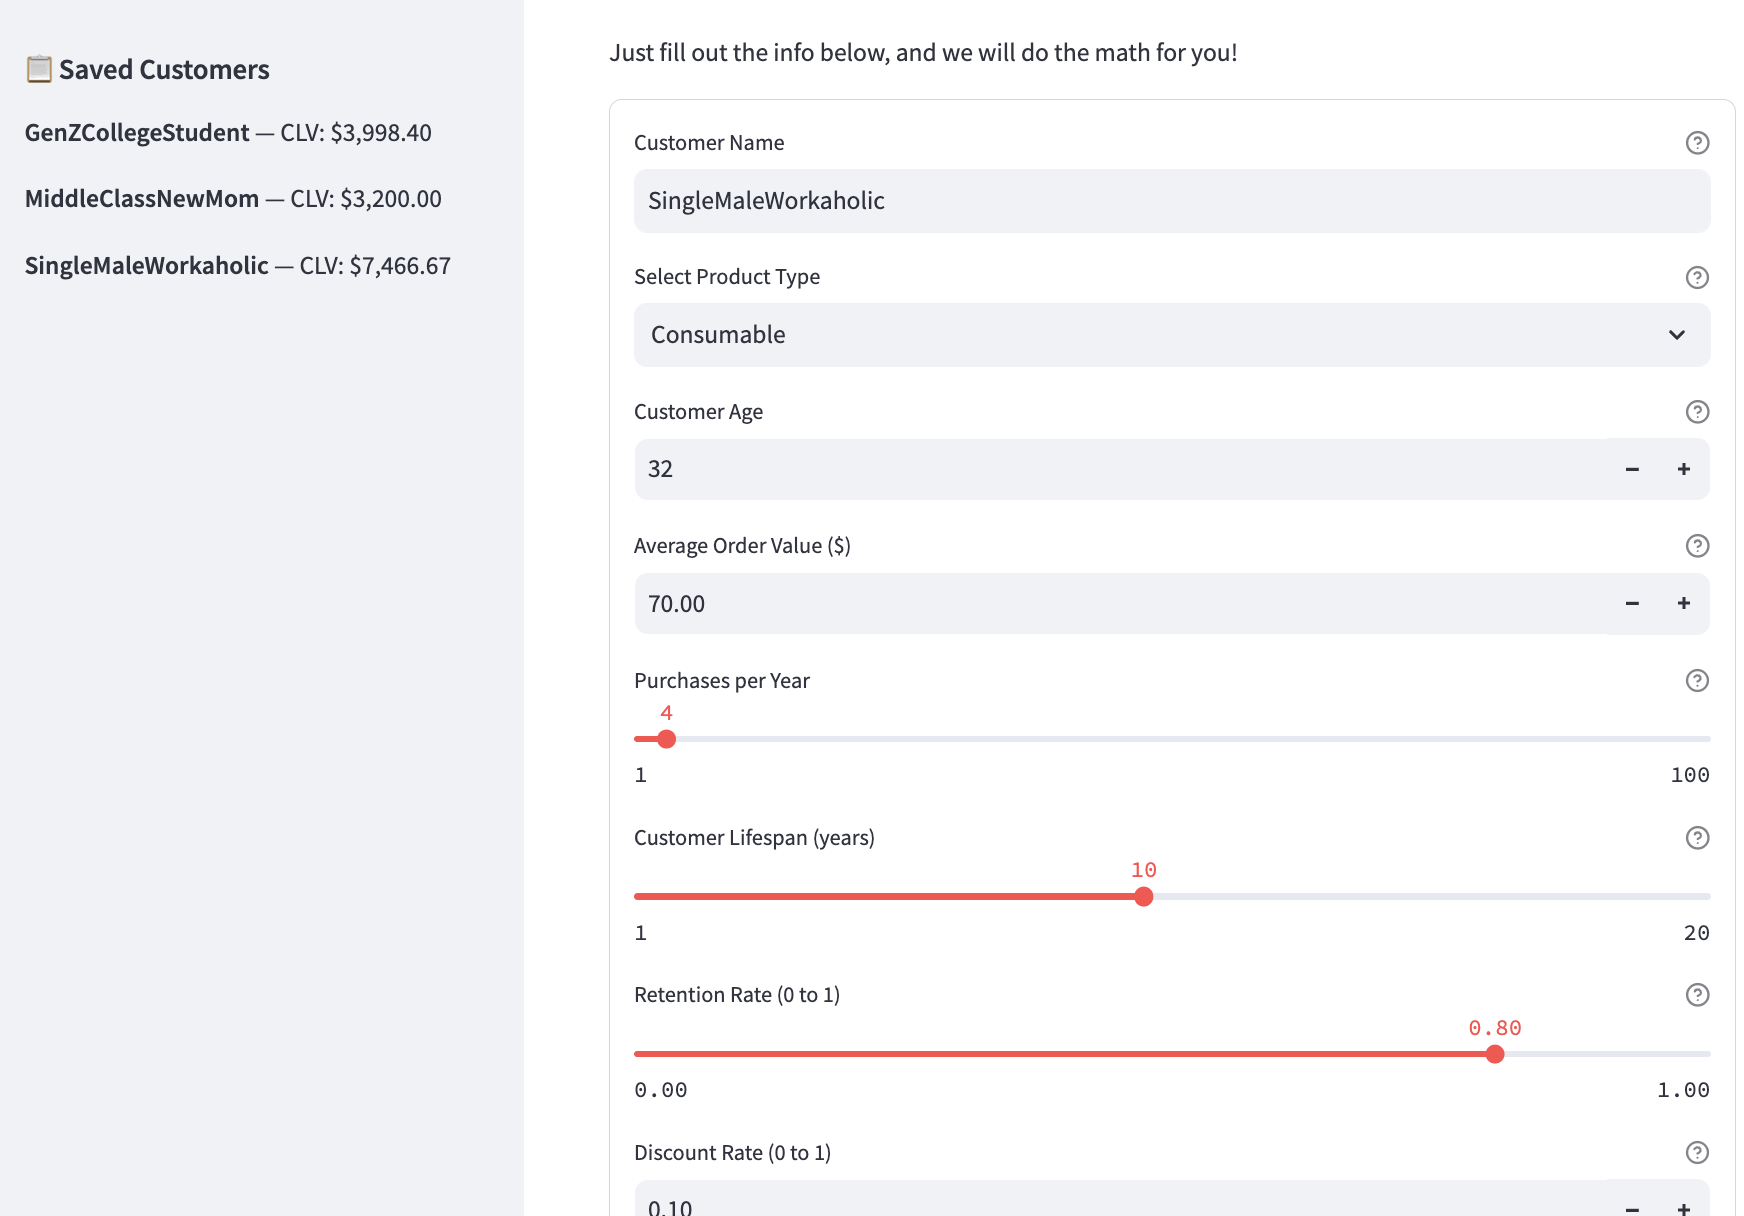 Saved Customers
GenZCollegeStudent — CLV: $3,998.40
MiddleClassNewMom — CLV: $3,200.00
SingleMaleWorkaholic — CLV: $7,466.67
Just fill out the info below, and we will do the math for you!
Customer Name
SingleMaleWorkaholic
Select Product Type
Consumable
Customer Age
32
Average Order Value ($)
70.00
Purchases per Year
4
1 100
Customer Lifespan (years)
10
1 20
Retention Rate (0 to 1)
0.80
0.00 1.00
Discount Rate (0 to 1)
0.10